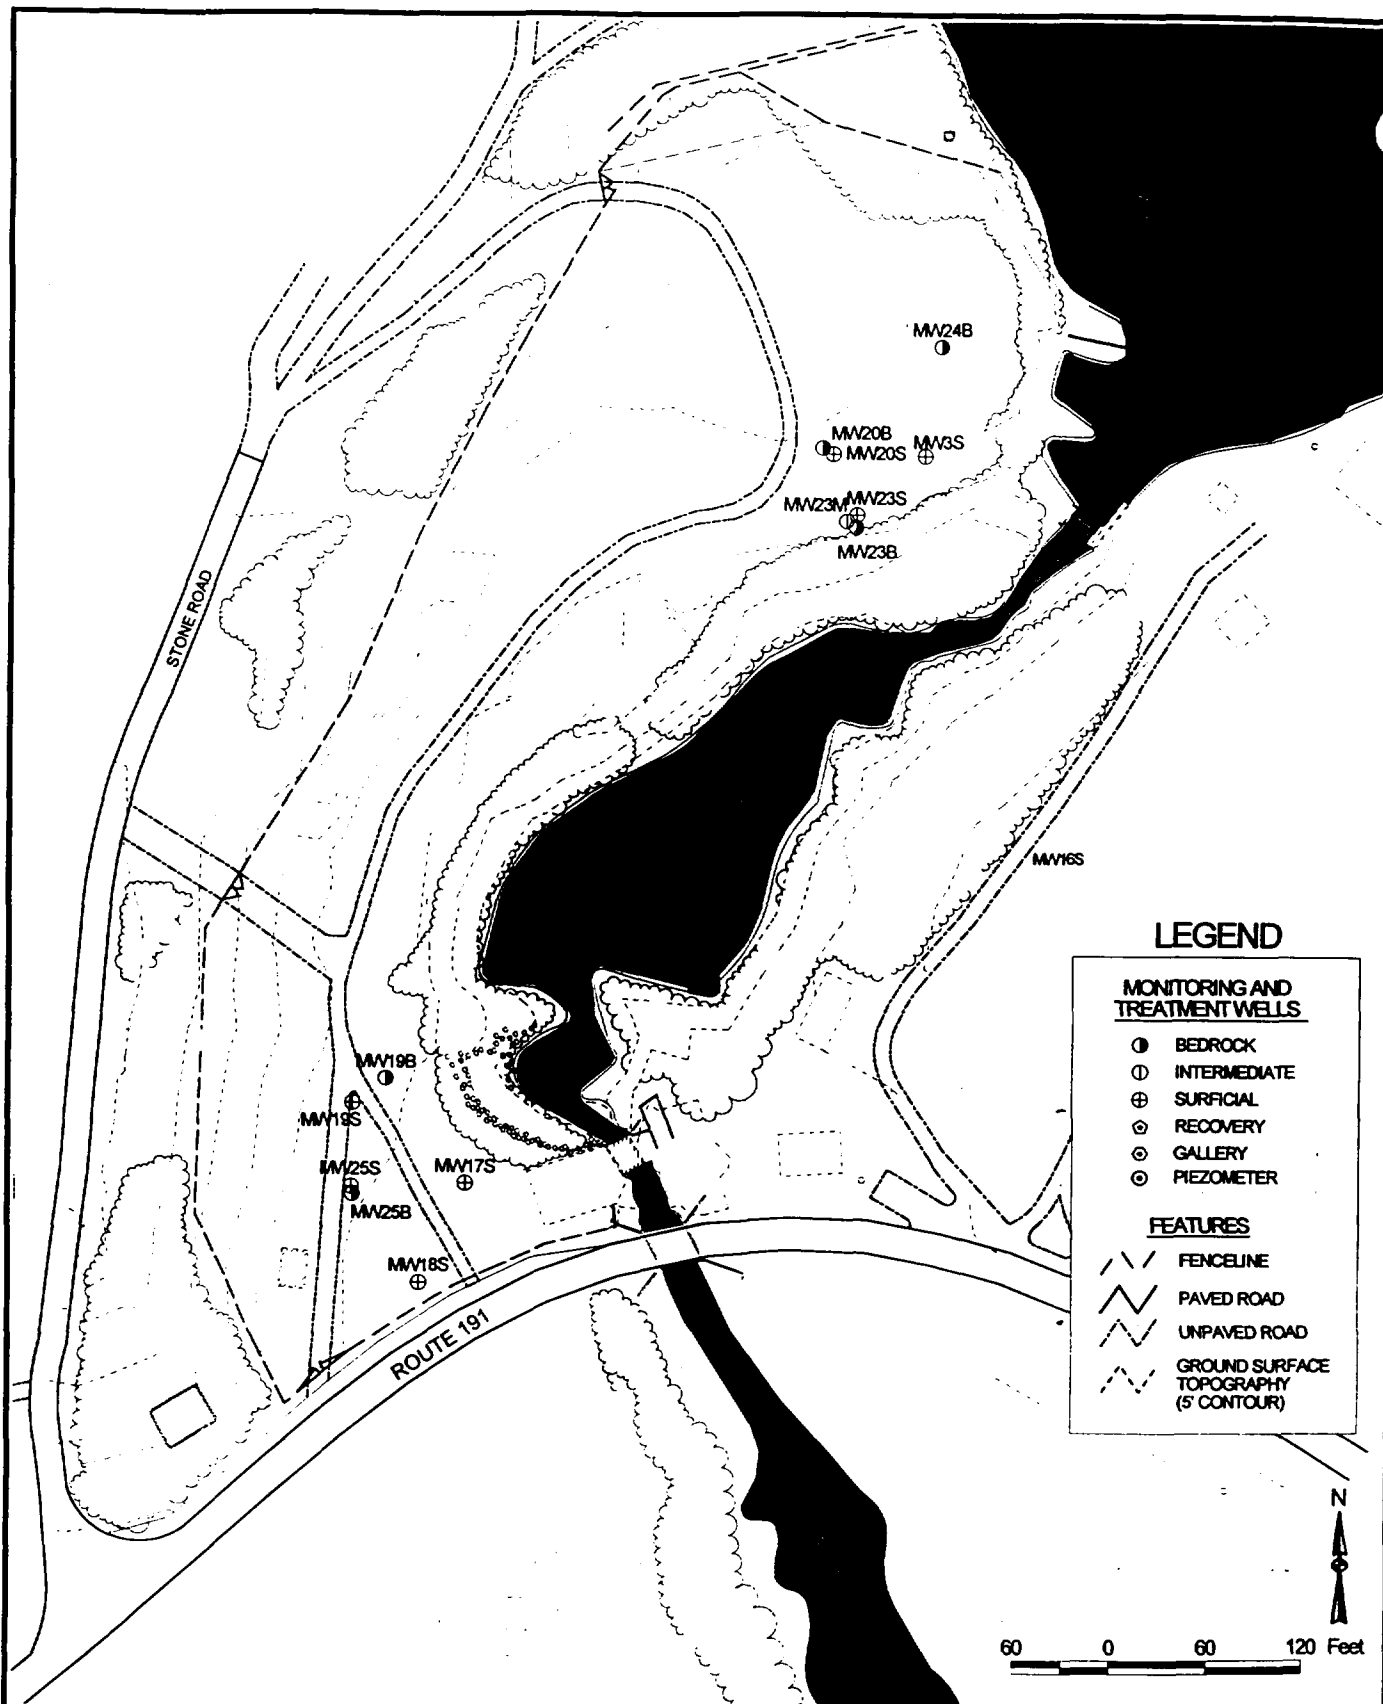 MW24B
MW20B
MW20S
MW3S
MW23M
MW23S
MW23B
STONE ROAD
MW16S
MW19B
MW19S
MW25S
MW17S
MW25B
MW18S
ROUTE 191
LEGEND
MONITORING AND
TREATMENT WELLS
BEDROCK
INTERMEDIATE
SURFICIAL
RECOVERY
GALLERY
PIEZOMETER
FEATURES
FENCELINE
PAVED ROAD
UNPAVED ROAD
GROUND SURFACE
TOPOGRAPHY
(5' CONTOUR)
N
60 0 60 120 Feet